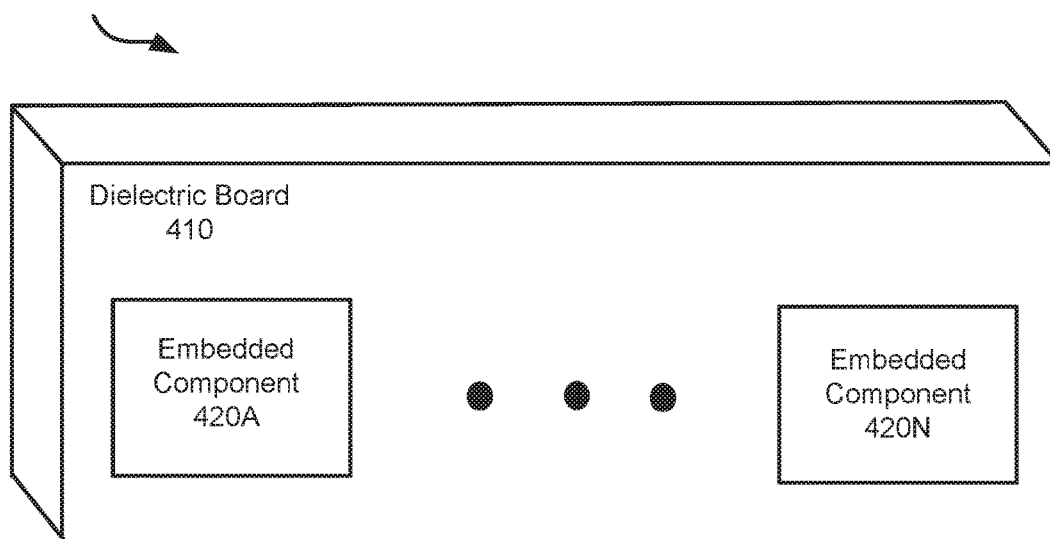 Dielectric Board
410
Embedded
Component
420A
Embedded
Component
420N